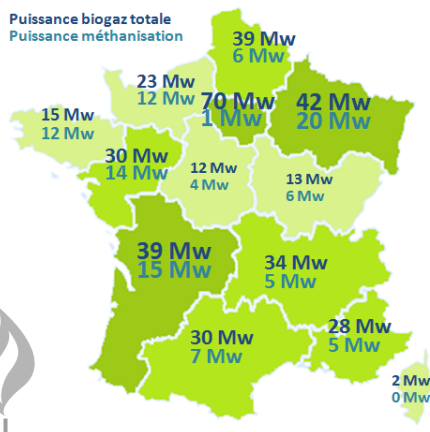 Puissance biogaz totale
Puissance méthanisation
39 Mw
6 Mw
23 Mw
12 Mw
70 Mw
1 Mw
42 Mw
20 Mw
15 Mw
12 Mw
30 Mw
14 Mw
12 Mw
4 Mw
13 Mw
6 Mw
39 Mw
15 Mw
34 Mw
5 Mw
30 Mw
7 Mw
28 Mw
5 Mw
2 Mw
0 Mw